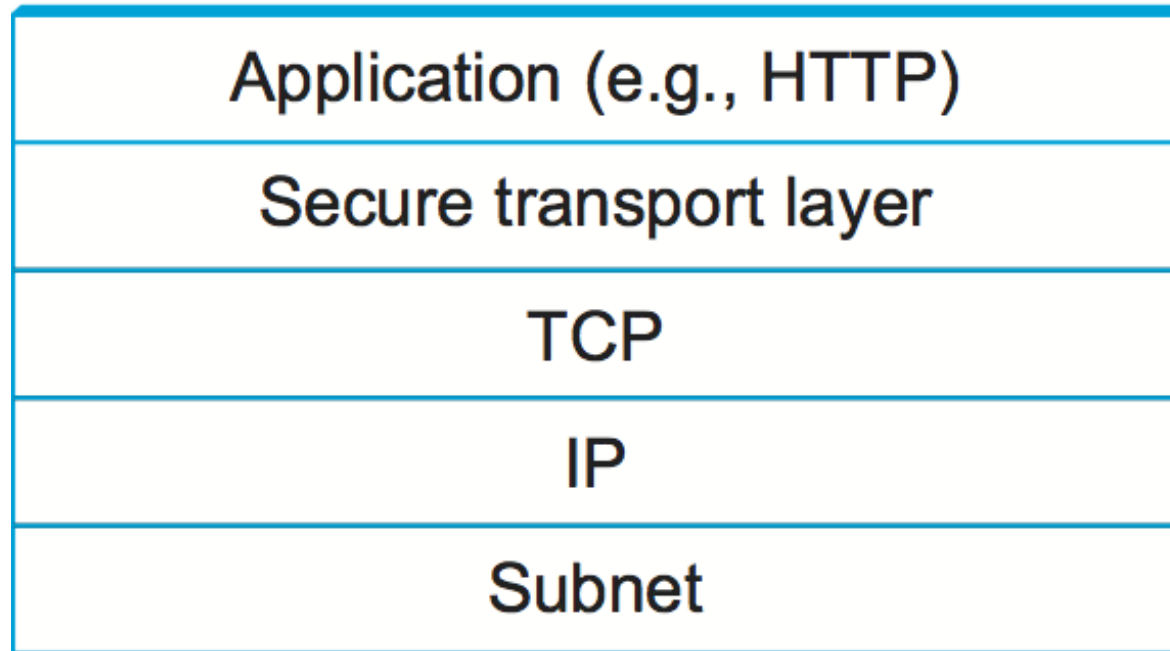 Application (e.g., HTTP)
Secure transport layer
TCP
IP
Subnet